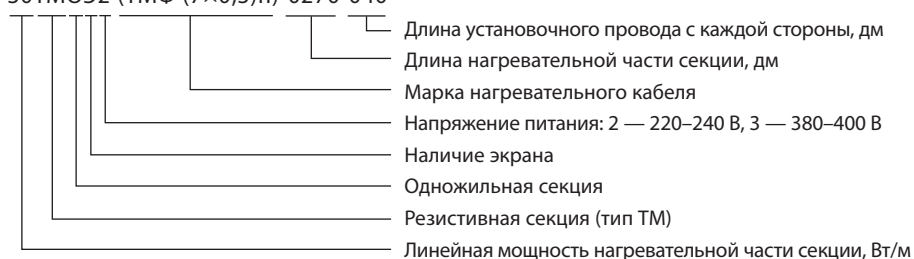 Длина установочного провода с каждой стороны, дм
Длина нагревательной части секции, дм
Марка нагревательного кабеля
Напряжение питания: 2 — 220–240 В, 3 — 380–400 В
Наличие экрана
Одножильная секция
Резистивная секция (тип ТМ)
Линейная мощность нагревательной части секции, Вт/м